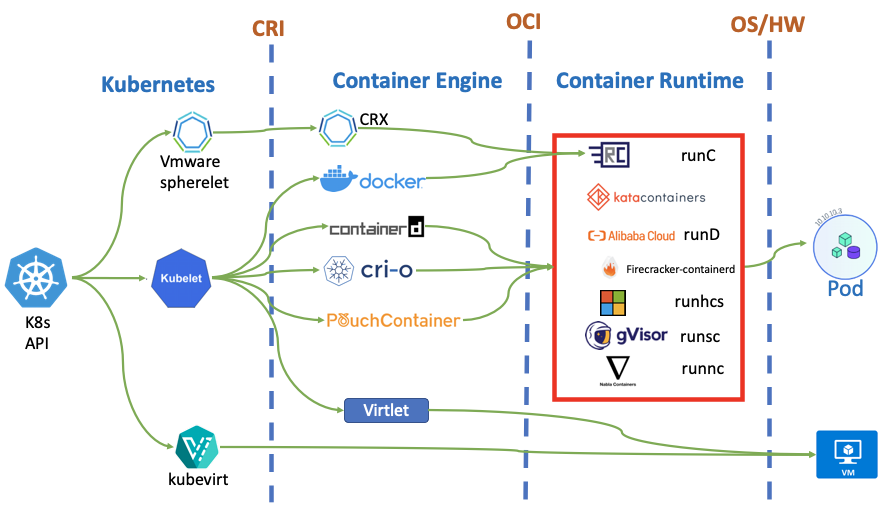 CRI
OCI
OS/HW
Kubernetes
Container Engine
Container Runtime
Vmware
spherelet
CRX
docker
containerd
cri-o
PouchContainer
Virtlet
K8s
API
Kubelet
kubevirt
RC
runC
katacontainers
Alibaba Cloud
runD
Firecracker-containerd
runhcs
gVisor
runsc
Nabla Containers
runnc
10.10.10.3
Pod
VM